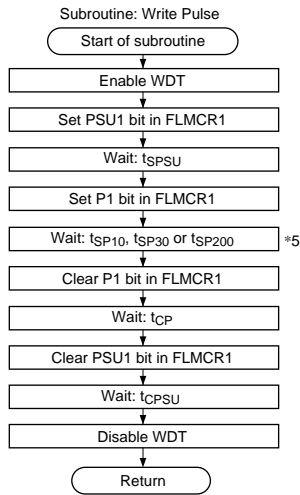 Subroutine: Write Pulse
Start of subroutine
Enable WDT
Set PSU1 bit in FLMCR1
Wait: tSPSU
Set P1 bit in FLMCR1
Wait: tSP10, tSP30 or tSP200 *5
Clear P1 bit in FLMCR1
Wait: tCP
Clear PSU1 bit in FLMCR1
Wait: tCPSU
Disable WDT
Return